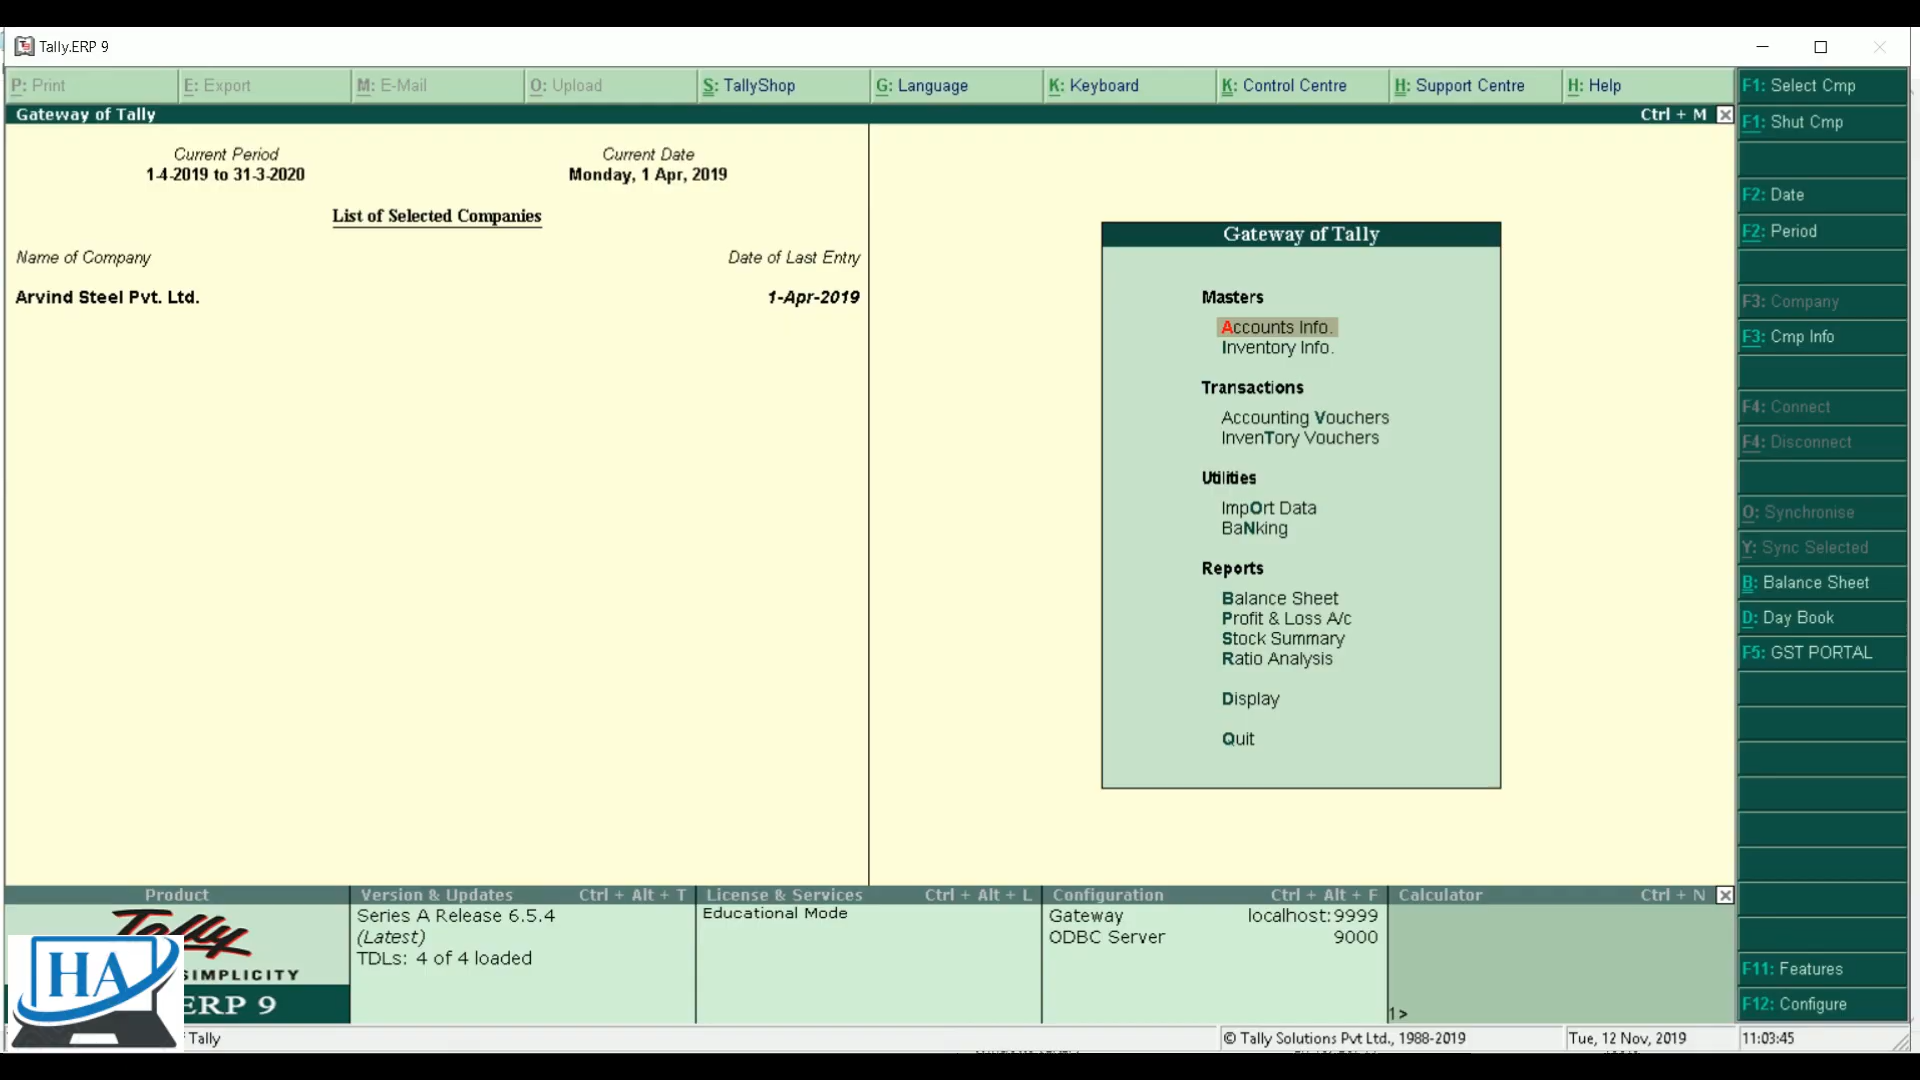 Tally.ERP 9
P: Print
E: Export
M: E-Mail
O: Upload
S: TallyShop
G: Language
K: Keyboard
K: Control Centre
H: Support Centre
H: Help
Gateway of Tally
Ctrl + M
Current Period
1-4-2019 to 31-3-2020
Current Date
Monday, 1 Apr, 2019
List of Selected Companies
Name of Company
Date of Last Entry
Arvind Steel Pvt. Ltd.
1-Apr-2019
Gateway of Tally
Masters
Accounts Info.
Inventory Info.
Transactions
Accounting Vouchers
InvenTory Vouchers
Utilities
ImpOrt Data
BaNking
Reports
Balance Sheet
Profit & Loss A/c
Stock Summary
Ratio Analysis
Display
Quit
F1: Select Cmp
F1: Shut Cmp
F2: Date
F2: Period
F3: Company
F3: Cmp Info
F4: Connect
F4: Disconnect
O: Synchronise
Y: Sync Selected
B: Balance Sheet
D: Day Book
F5: GST PORTAL
F11: Features
F12: Configure
Product
Tally
SIMPLICITY
ERP 9
HA
Version & Updates
Ctrl + Alt + T
Series A Release 6.5.4
(Latest)
TDLs: 4 of 4 loaded
License & Services
Ctrl + Alt + L
Educational Mode
Configuration
Ctrl + Alt + F
Gateway
localhost:9999
ODBC Server
9000
Calculator
Ctrl + N
1>
Tally
© Tally Solutions Pvt Ltd., 1988-2019
Tue, 12 Nov, 2019
11:03:45